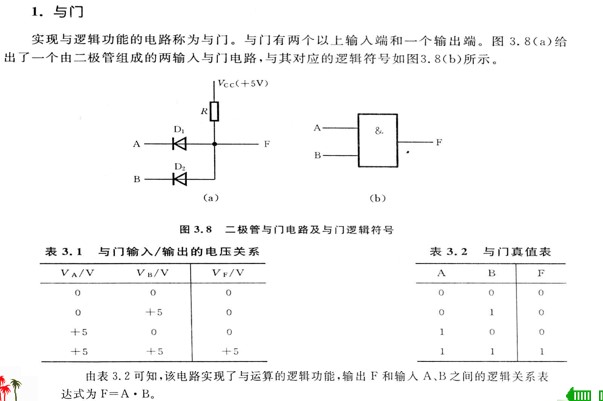 1. 与门
实现与逻辑功能的电路称为与门。与门有两个以上输入端和一个输出端。图 3.8(a)给
出了一个由二极管组成的两输入与门电路,与其对应的逻辑符号如图3.8(b)所示。
Vcc(+5V)
R
D₁
A
F
D₂
B
(a)
A
&
B
F
(b)
图 3.8 二极管与门电路及与门逻辑符号
表 3.1 与门输入/输出的电压关系
V A/V V B/V V F/V
0 0 0
0 +5 0
+5 0 0
+5 +5 +5
表 3.2 与门真值表
A B F
0 0 0
0 1 0
1 0 0
1 1 1
由表 3.2 可知,该电路实现了与运算的逻辑功能,输出 F 和输入 A、B 之间的逻辑关系表
达式为 F=A·B。